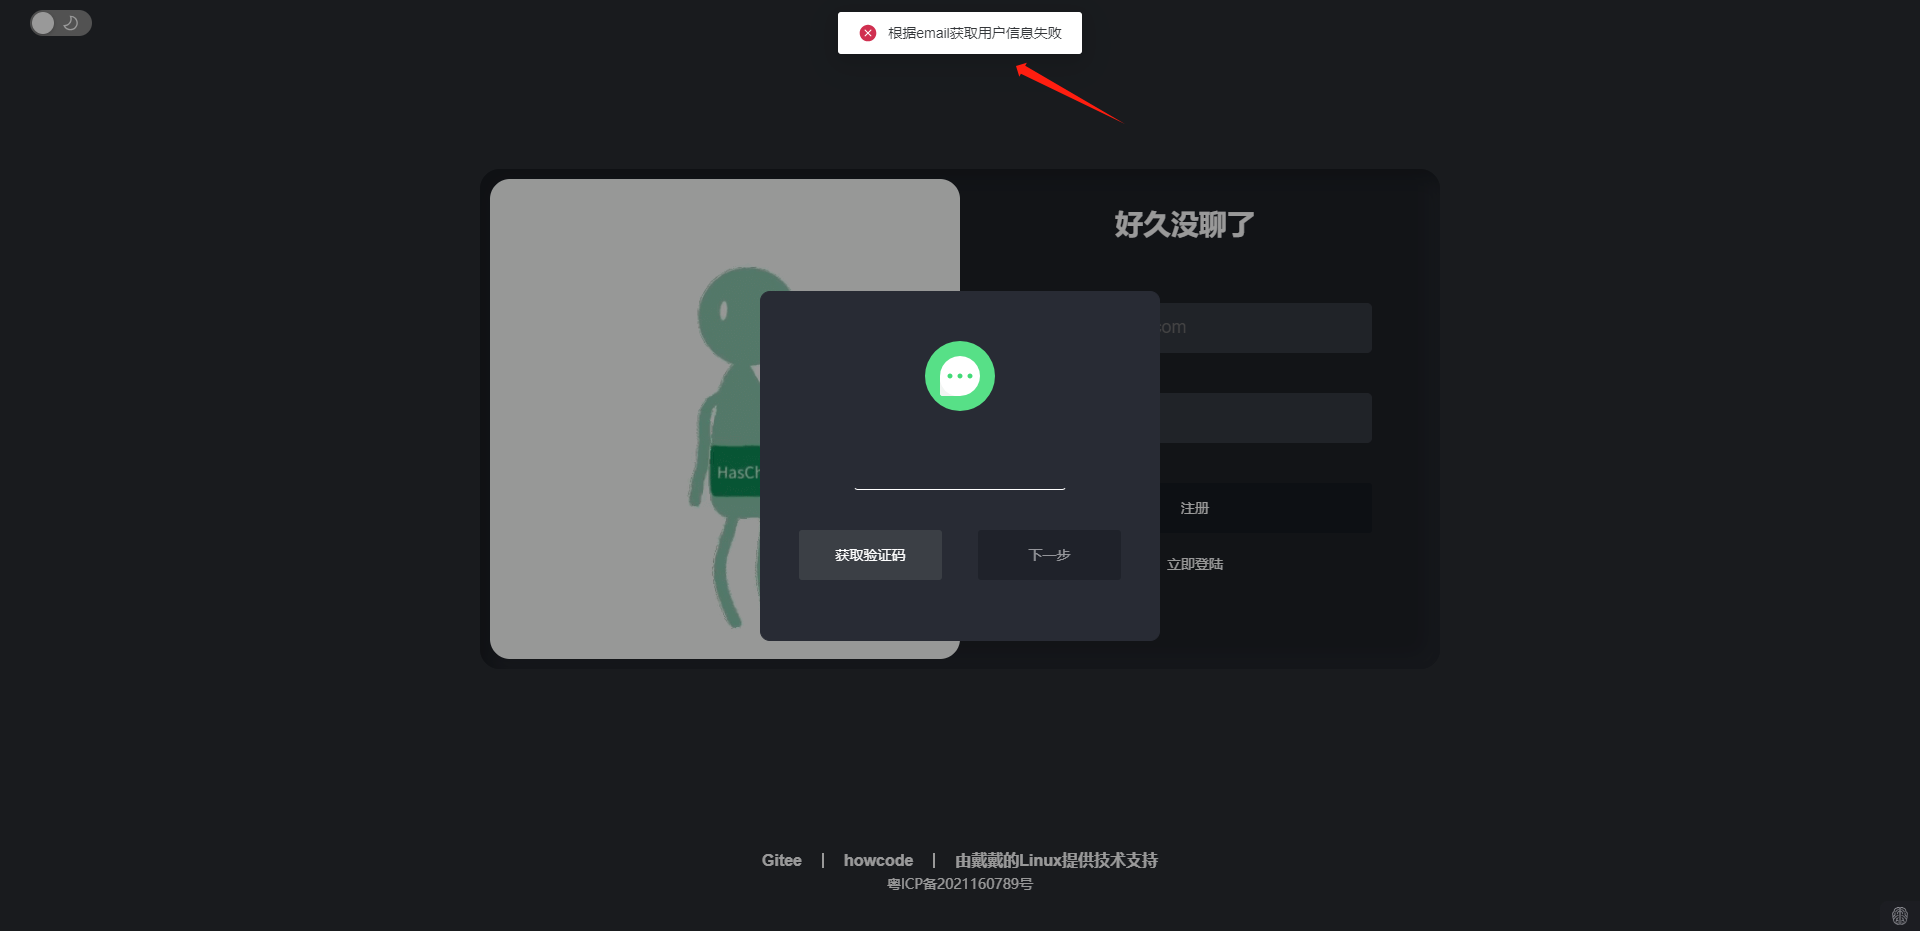 根据email获取用户信息失败
好久没聊了
com
HasCh
获取验证码
下一步
注册
立即登陆
Gitee | howcode | 由戴戴的Linux提供技术支持
粤ICP备2021160789号